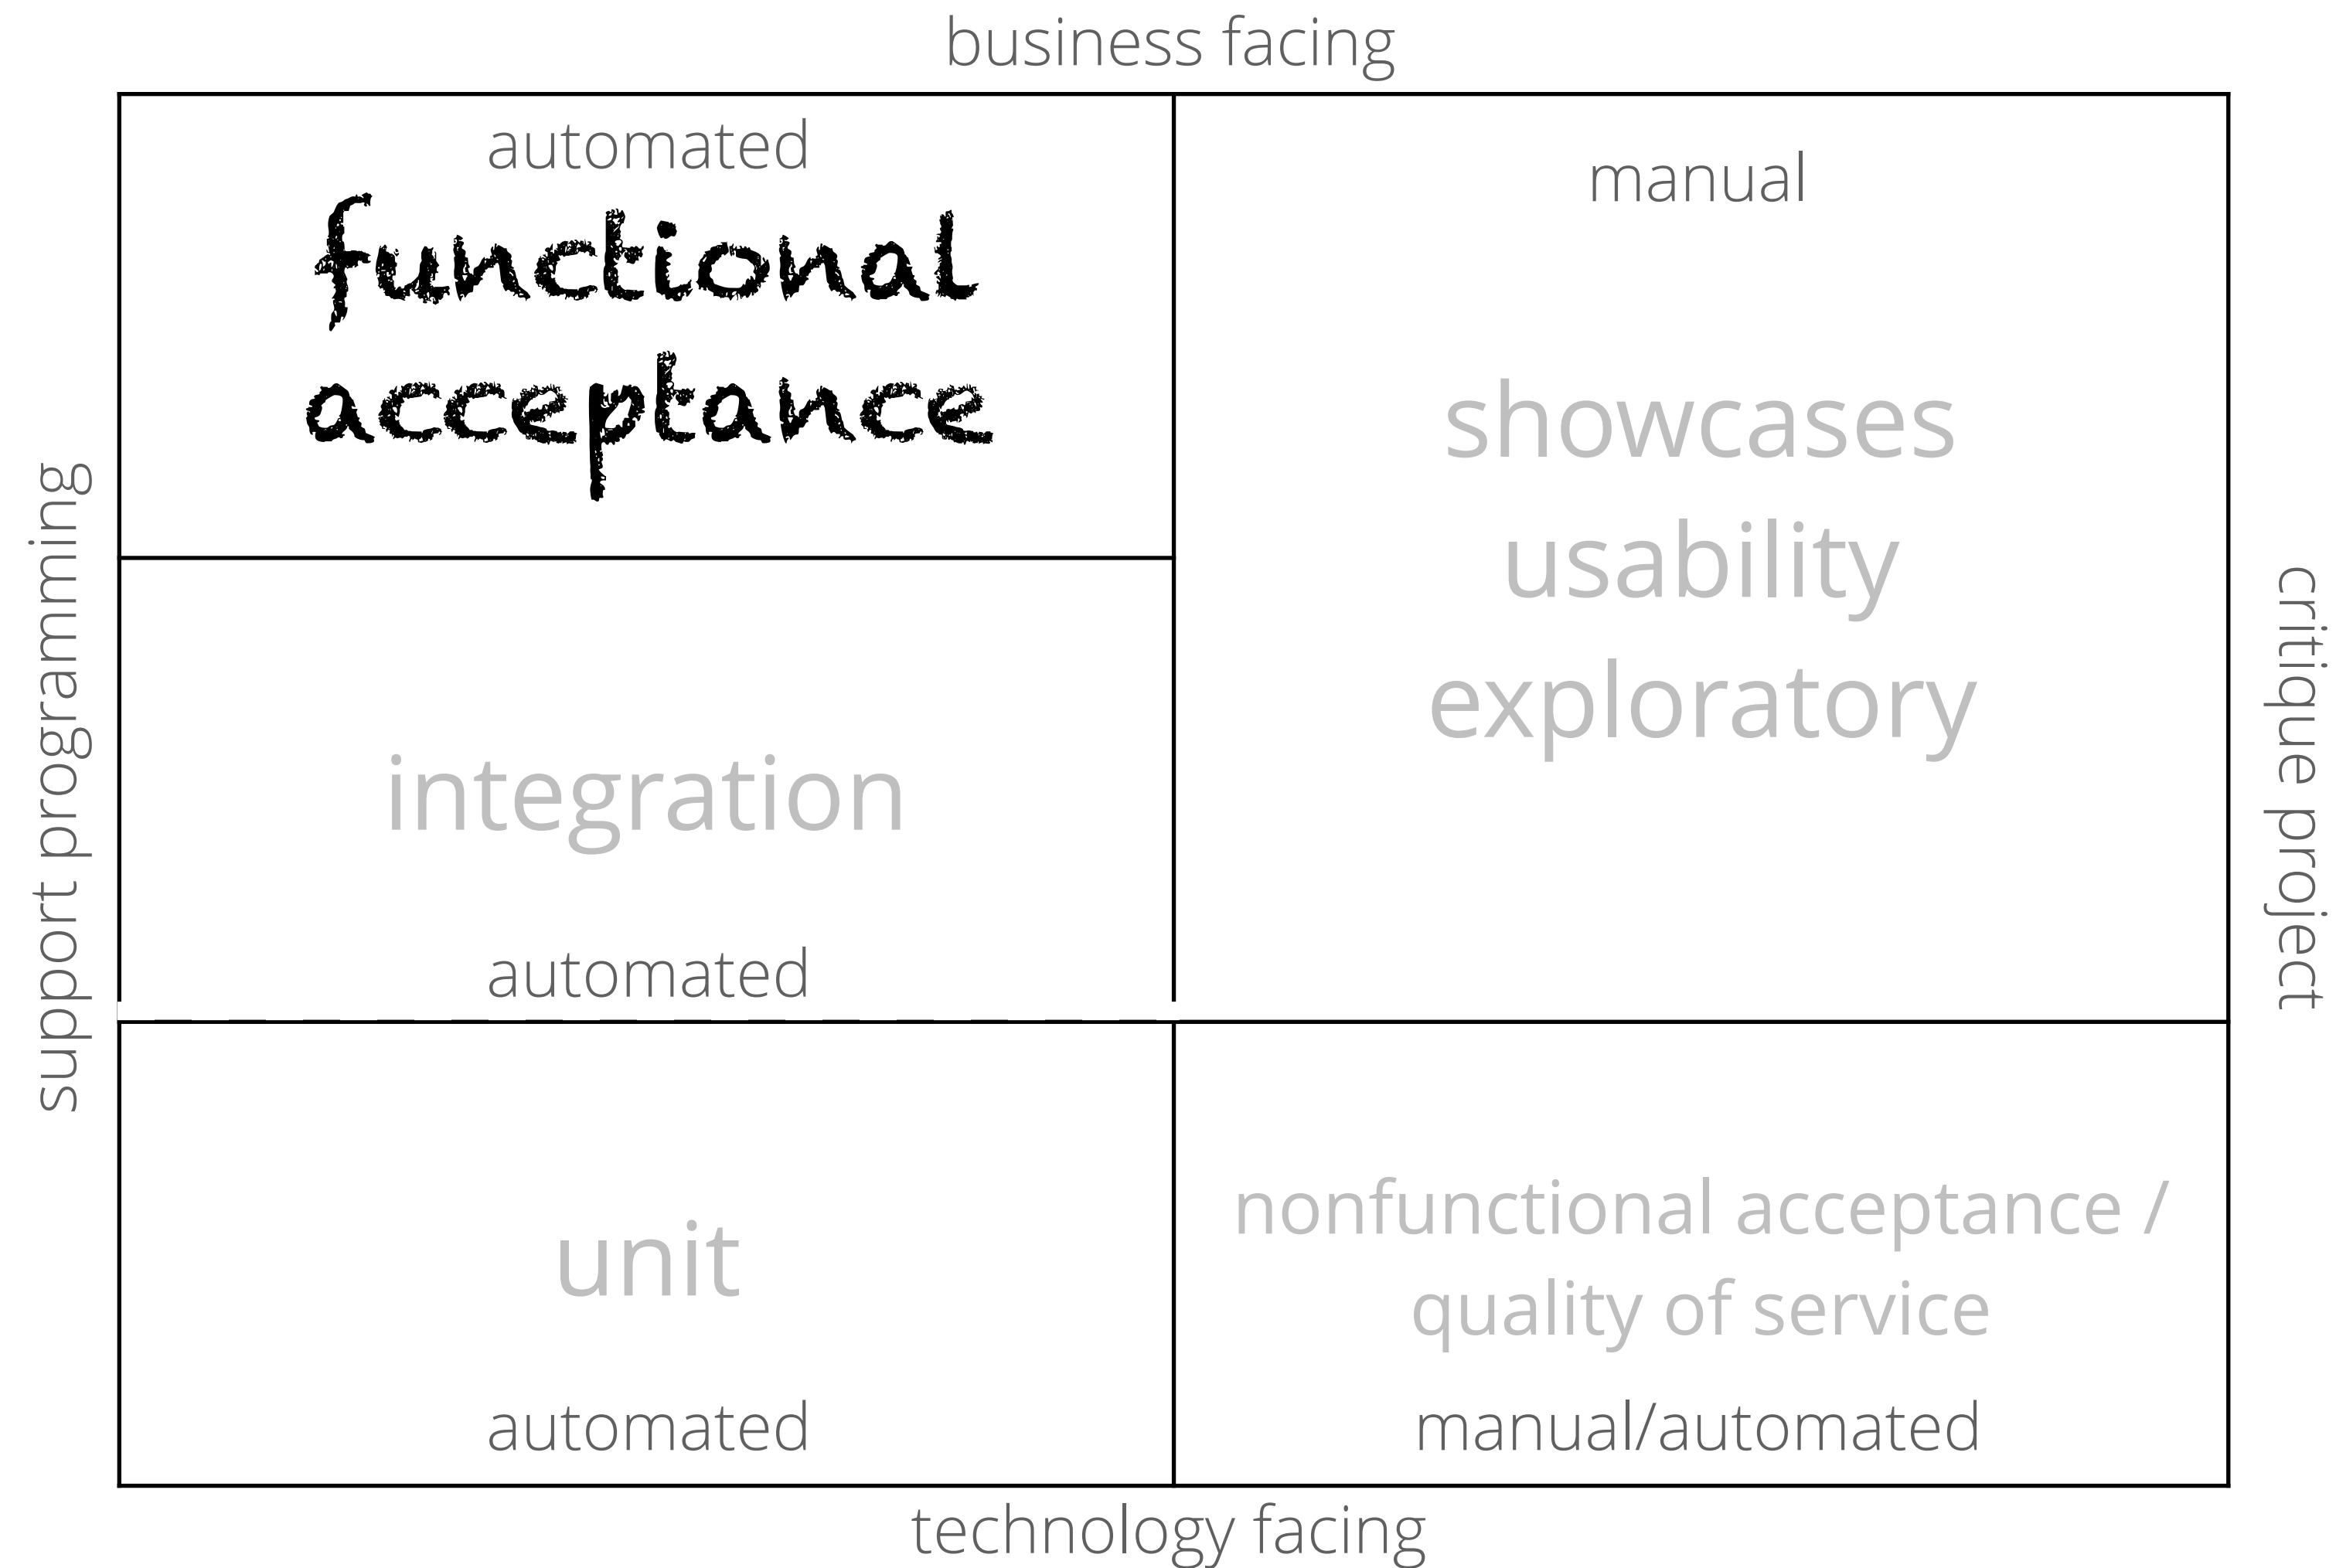 business facing
automated
functional
acceptance
manual
showcases
usability
exploratory
support programming
critique project
integration
automated
unit
automated
nonfunctional acceptance /
quality of service
manual/automated
technology facing